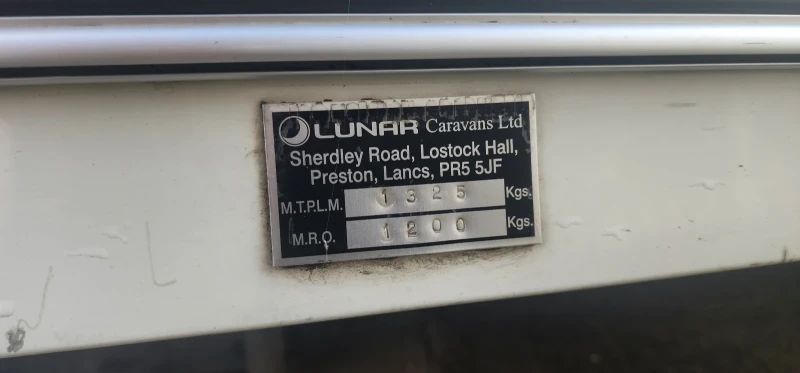 LUNAR Caravans Ltd
Sherdley Road, Lostock Hall,
Preston, Lancs, PR5 5JF
M.T.P.L.M. 1325 Kgs.
M.R.O. 1200 Kgs.